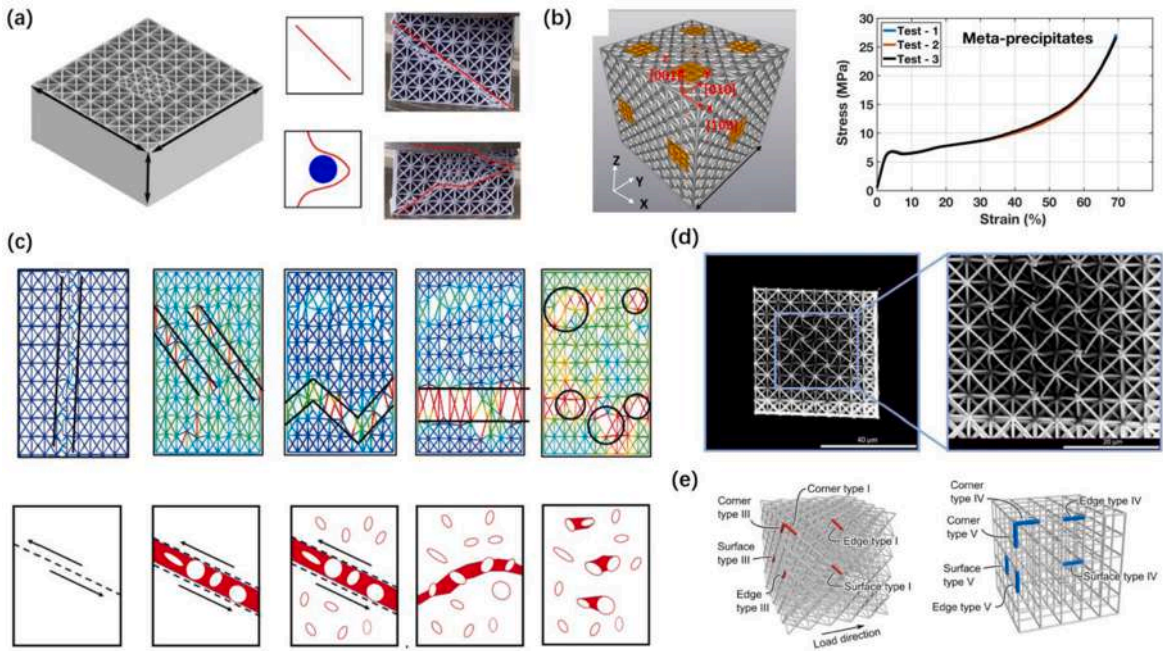 (a)
(b)
[001]
[010]
[100]
Z
Y
X
Test - 1
Test - 2
Test - 3
Meta-precipitates
Stress (MPa)
30
25
20
15
10
5
0
0 10 20 30 40 50 60 70 80
Strain (%)
(c)
(d)
40 μm
20 μm
(e)
Corner
type III
Corner type I
Edge type I
Surface
type III
Edge
type III
Surface type I
Load direction
Corner
type IV
Edge type IV
Corner
type V
Surface
type V
Surface type IV
Edge type V